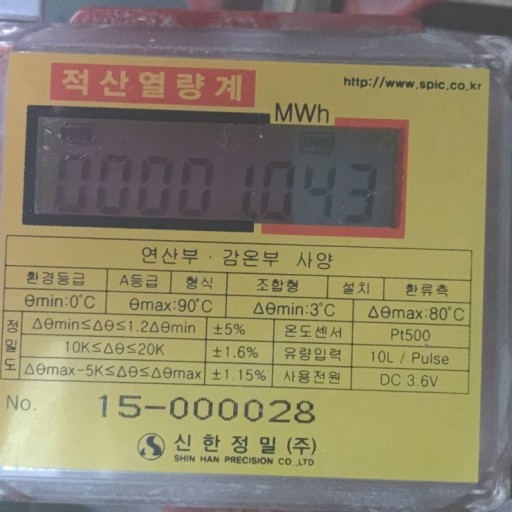 적산열량계
http://www.spic.co.kr
MWh
MWh
00001.043
연산부 · 감온부 사양
환경등급 A등급 형식 조합형 설치 환류측
Θmin:0°C Θmax:90°C ΔΘmin:3°C ΔΘmax:80°C
정밀도 ΔΘmin≤ΔΘ≤1.2ΔΘmin ±5% 온도센서 Pt500
10K≤ΔΘ≤20K ±1.6% 유량입력 10L / Pulse
ΔΘmax-5K≤ΔΘ≤ΔΘmax ±1.15% 사용전원 DC 3.6V
No. 15-000028
S 신한정밀 (주)
SHIN HAN PRECISION CO.,LTD